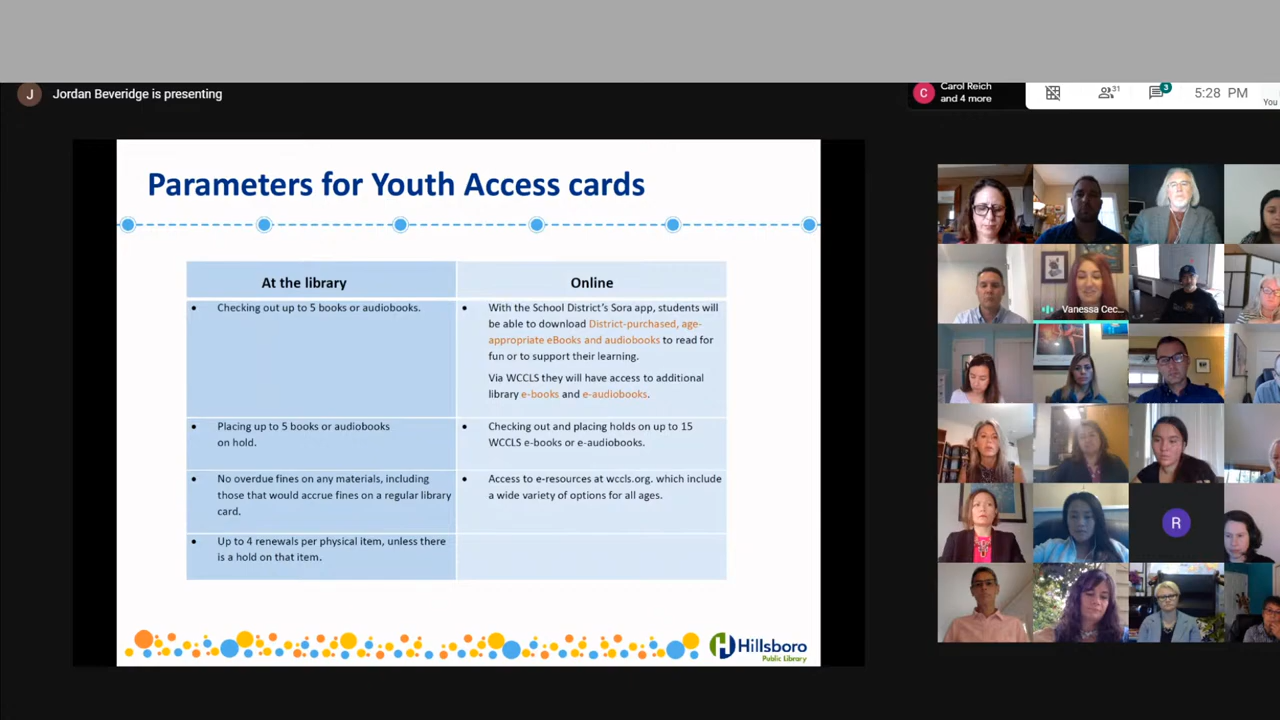 J
Jordan Beveridge is presenting
C
Carol Reich
and 4 more
31
3
5:28 PM
You
Parameters for Youth Access cards
At the library
Online
• Checking out up to 5 books or audiobooks.
• With the School District's Sora app, students will
be able to download District-purchased, age-
appropriate eBooks and audiobooks to read for
fun or to support their learning.
Via WCCLS they will have access to additional
library e-books and e-audiobooks.
• Placing up to 5 books or audiobooks
on hold.
• Checking out and placing holds on up to 15
WCCLS e-books or e-audiobooks.
• No overdue fines on any materials, including
those that would accrue fines on a regular library
card.
• Access to e-resources at wccls.org. which include
a wide variety of options for all ages.
• Up to 4 renewals per physical item, unless there
is a hold on that item.
Hillsboro
Public Library
Vanessa Cec...
R